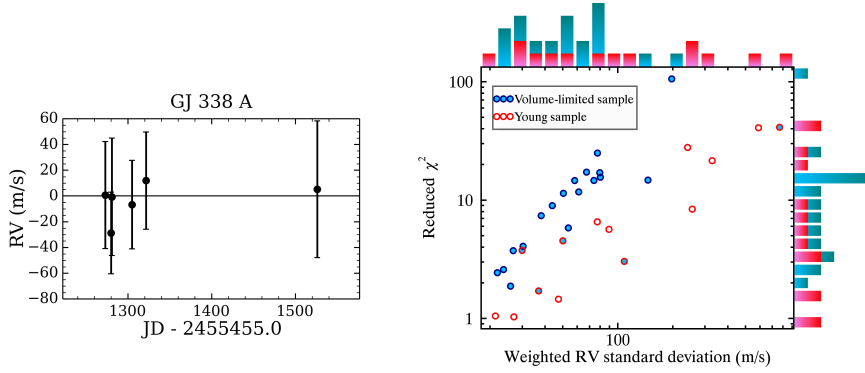 GJ 338 A
60
40
20
0
−20
−40
−60
−80
RV (m/s)
1300
1400
1500
JD - 2455455.0
100
10
1
Reduced χ²
Volume-limited sample
Young sample
100
Weighted RV standard deviation (m/s)